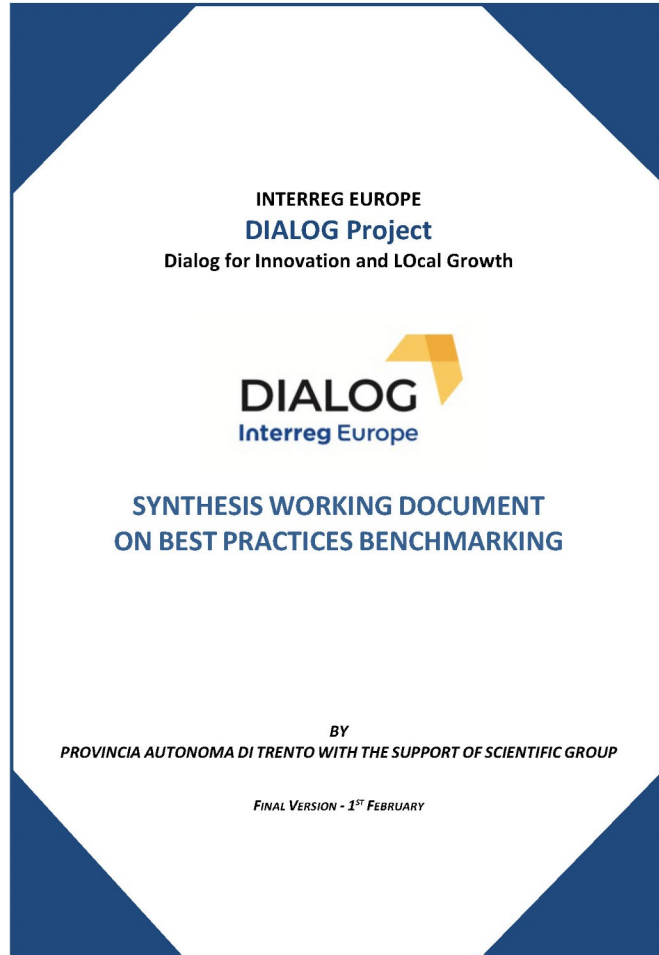 INTERREG EUROPE
DIALOG Project
Dialog for Innovation and LOcal Growth
DIALOG
Interreg Europe
SYNTHESIS WORKING DOCUMENT
ON BEST PRACTICES BENCHMARKING
BY
PROVINCIA AUTONOMA DI TRENTO WITH THE SUPPORT OF SCIENTIFIC GROUP
FINAL VERSION - 1ST FEBRUARY